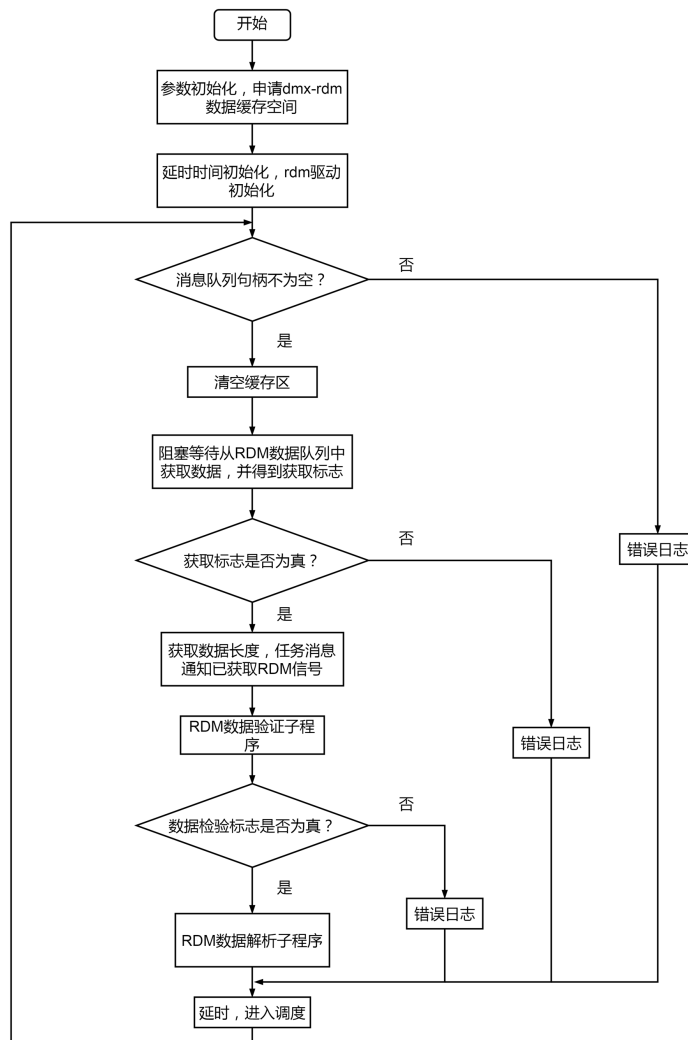 开始
参数初始化，申请dmx-rdm
数据缓存空间
延时时间初始化，rdm驱动
初始化
消息队列句柄不为空？
否
是
清空缓存区
阻塞等待从RDM数据队列中
获取数据，并得到获取标志
获取标志是否为真？
否
错误日志
是
获取数据长度，任务消息
通知已获取RDM信号
RDM数据验证子程
序
错误日志
数据检验标志是否为真？
否
是
错误日志
RDM数据解析子程序
延时，进入调度